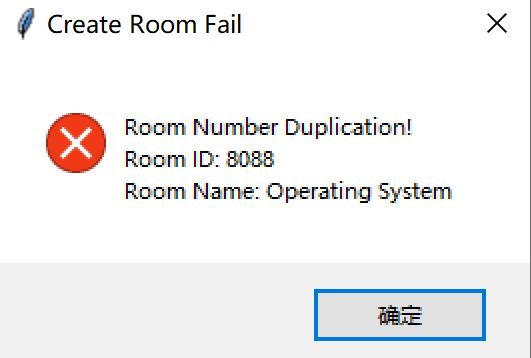 Create Room Fail
Room Number Duplication!
Room ID: 8088
Room Name: Operating System
确定